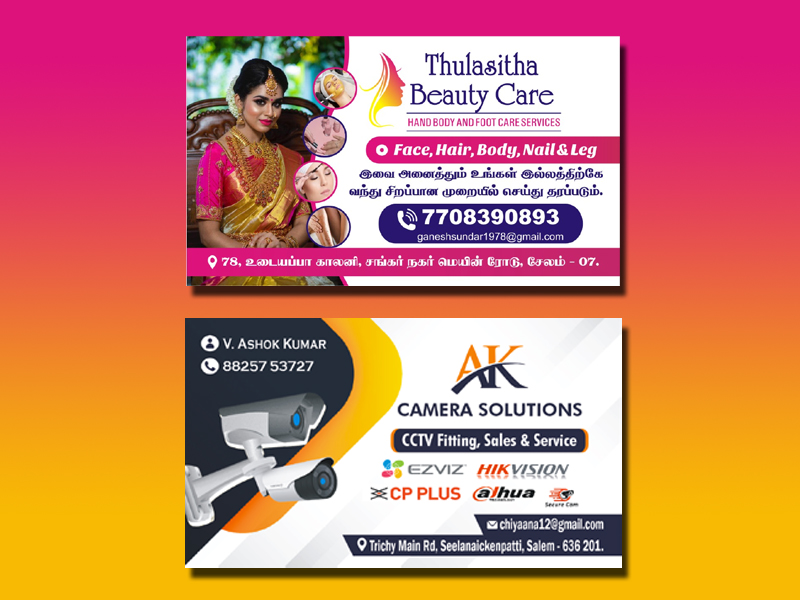 Thulasitha
Beauty Care
HAND BODY AND FOOT CARE SERVICES
Face, Hair, Body, Nail & Leg
இவை அனைத்தும் உங்கள் இல்லத்திற்கே
வந்து சிறப்பான முறையில் செய்து தரப்படும்.
7708390893
ganeshsundar1978@gmail.com
78, உடையப்பா காலனி, சங்கர் நகர் மெயின் ரோடு, சேலம் - 07.
V. ASHOK KUMAR
88257 53727
AK
CAMERA SOLUTIONS
CCTV Fitting, Sales & Service
EZVIZ HIKVISION
CP PLUS alhua
Secure Cam
chiyaana12@gmail.com
Trichy Main Rd, Seelanaickenpatti, Salem - 636 201.